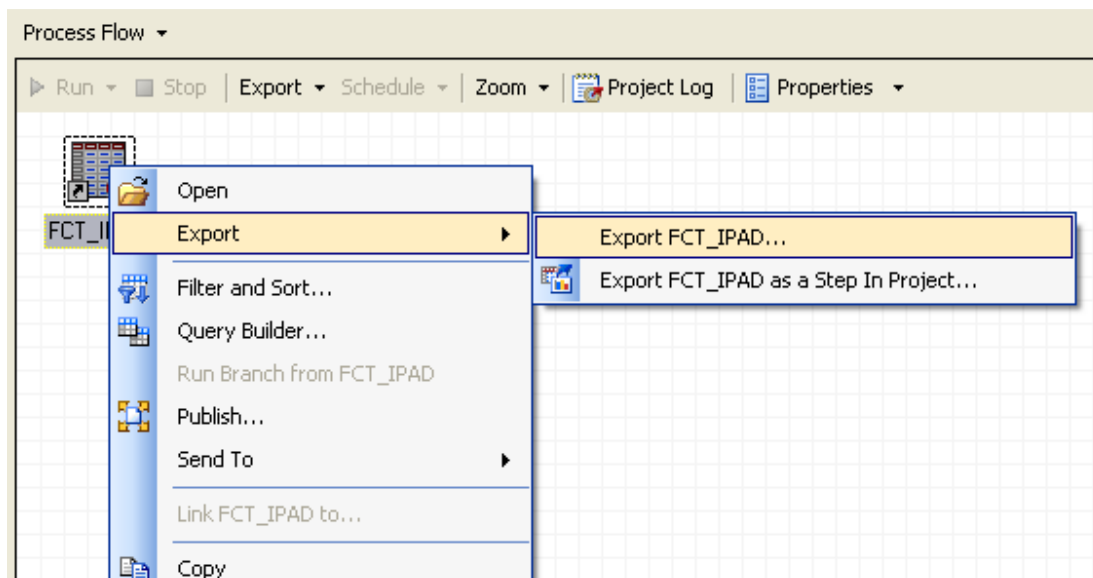 Process Flow
Run Stop Export Schedule Zoom Project Log Properties
Open
FCT_I
Export
Export FCT_IPAD...
Export FCT_IPAD as a Step In Project...
Filter and Sort...
Query Builder...
Run Branch from FCT_IPAD
Publish...
Send To
Link FCT_IPAD to...
Copy